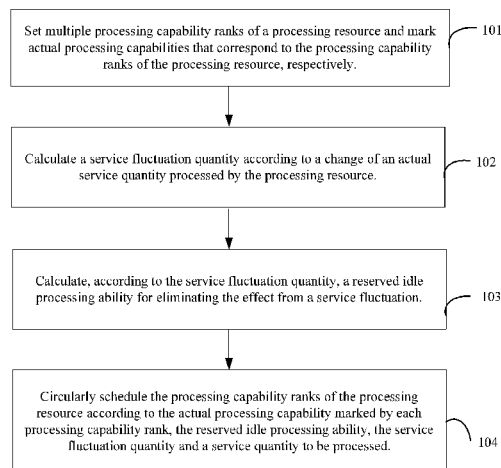 Set multiple processing capability ranks of a processing resource and mark
actual processing capabilities that correspond to the processing capability
ranks of the processing resource, respectively.
101
Calculate a service fluctuation quantity according to a change of an actual
service quantity processed by the processing resource.
102
Calculate, according to the service fluctuation quantity, a reserved idle
processing ability for eliminating the effect from a service fluctuation.
103
Circularly schedule the processing capability ranks of the processing
resource according to the actual processing capability marked by each
processing capability rank, the reserved idle processing ability, the service
fluctuation quantity and a service quantity to be processed.
104